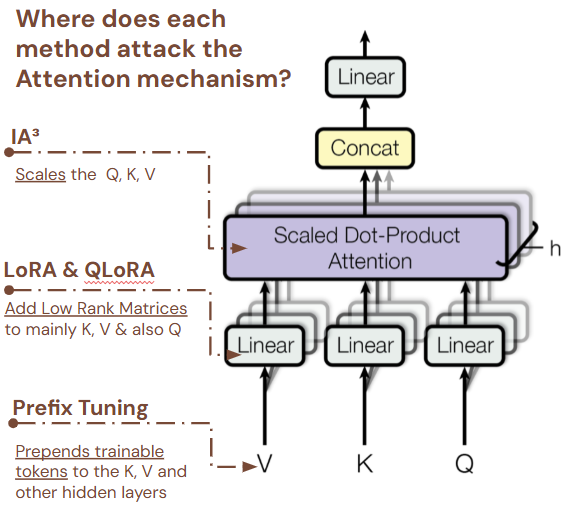 Where does each
method attack the
Attention mechanism?
IA³
Scales the Q, K, V
LoRA & QLoRA
Add Low Rank Matrices
to mainly K, V & also Q
Prefix Tuning
Prepends trainable
tokens to the K, V and
other hidden layers
Linear
Concat
Scaled Dot-Product
Attention
h
Linear
Linear
Linear
V
K
Q